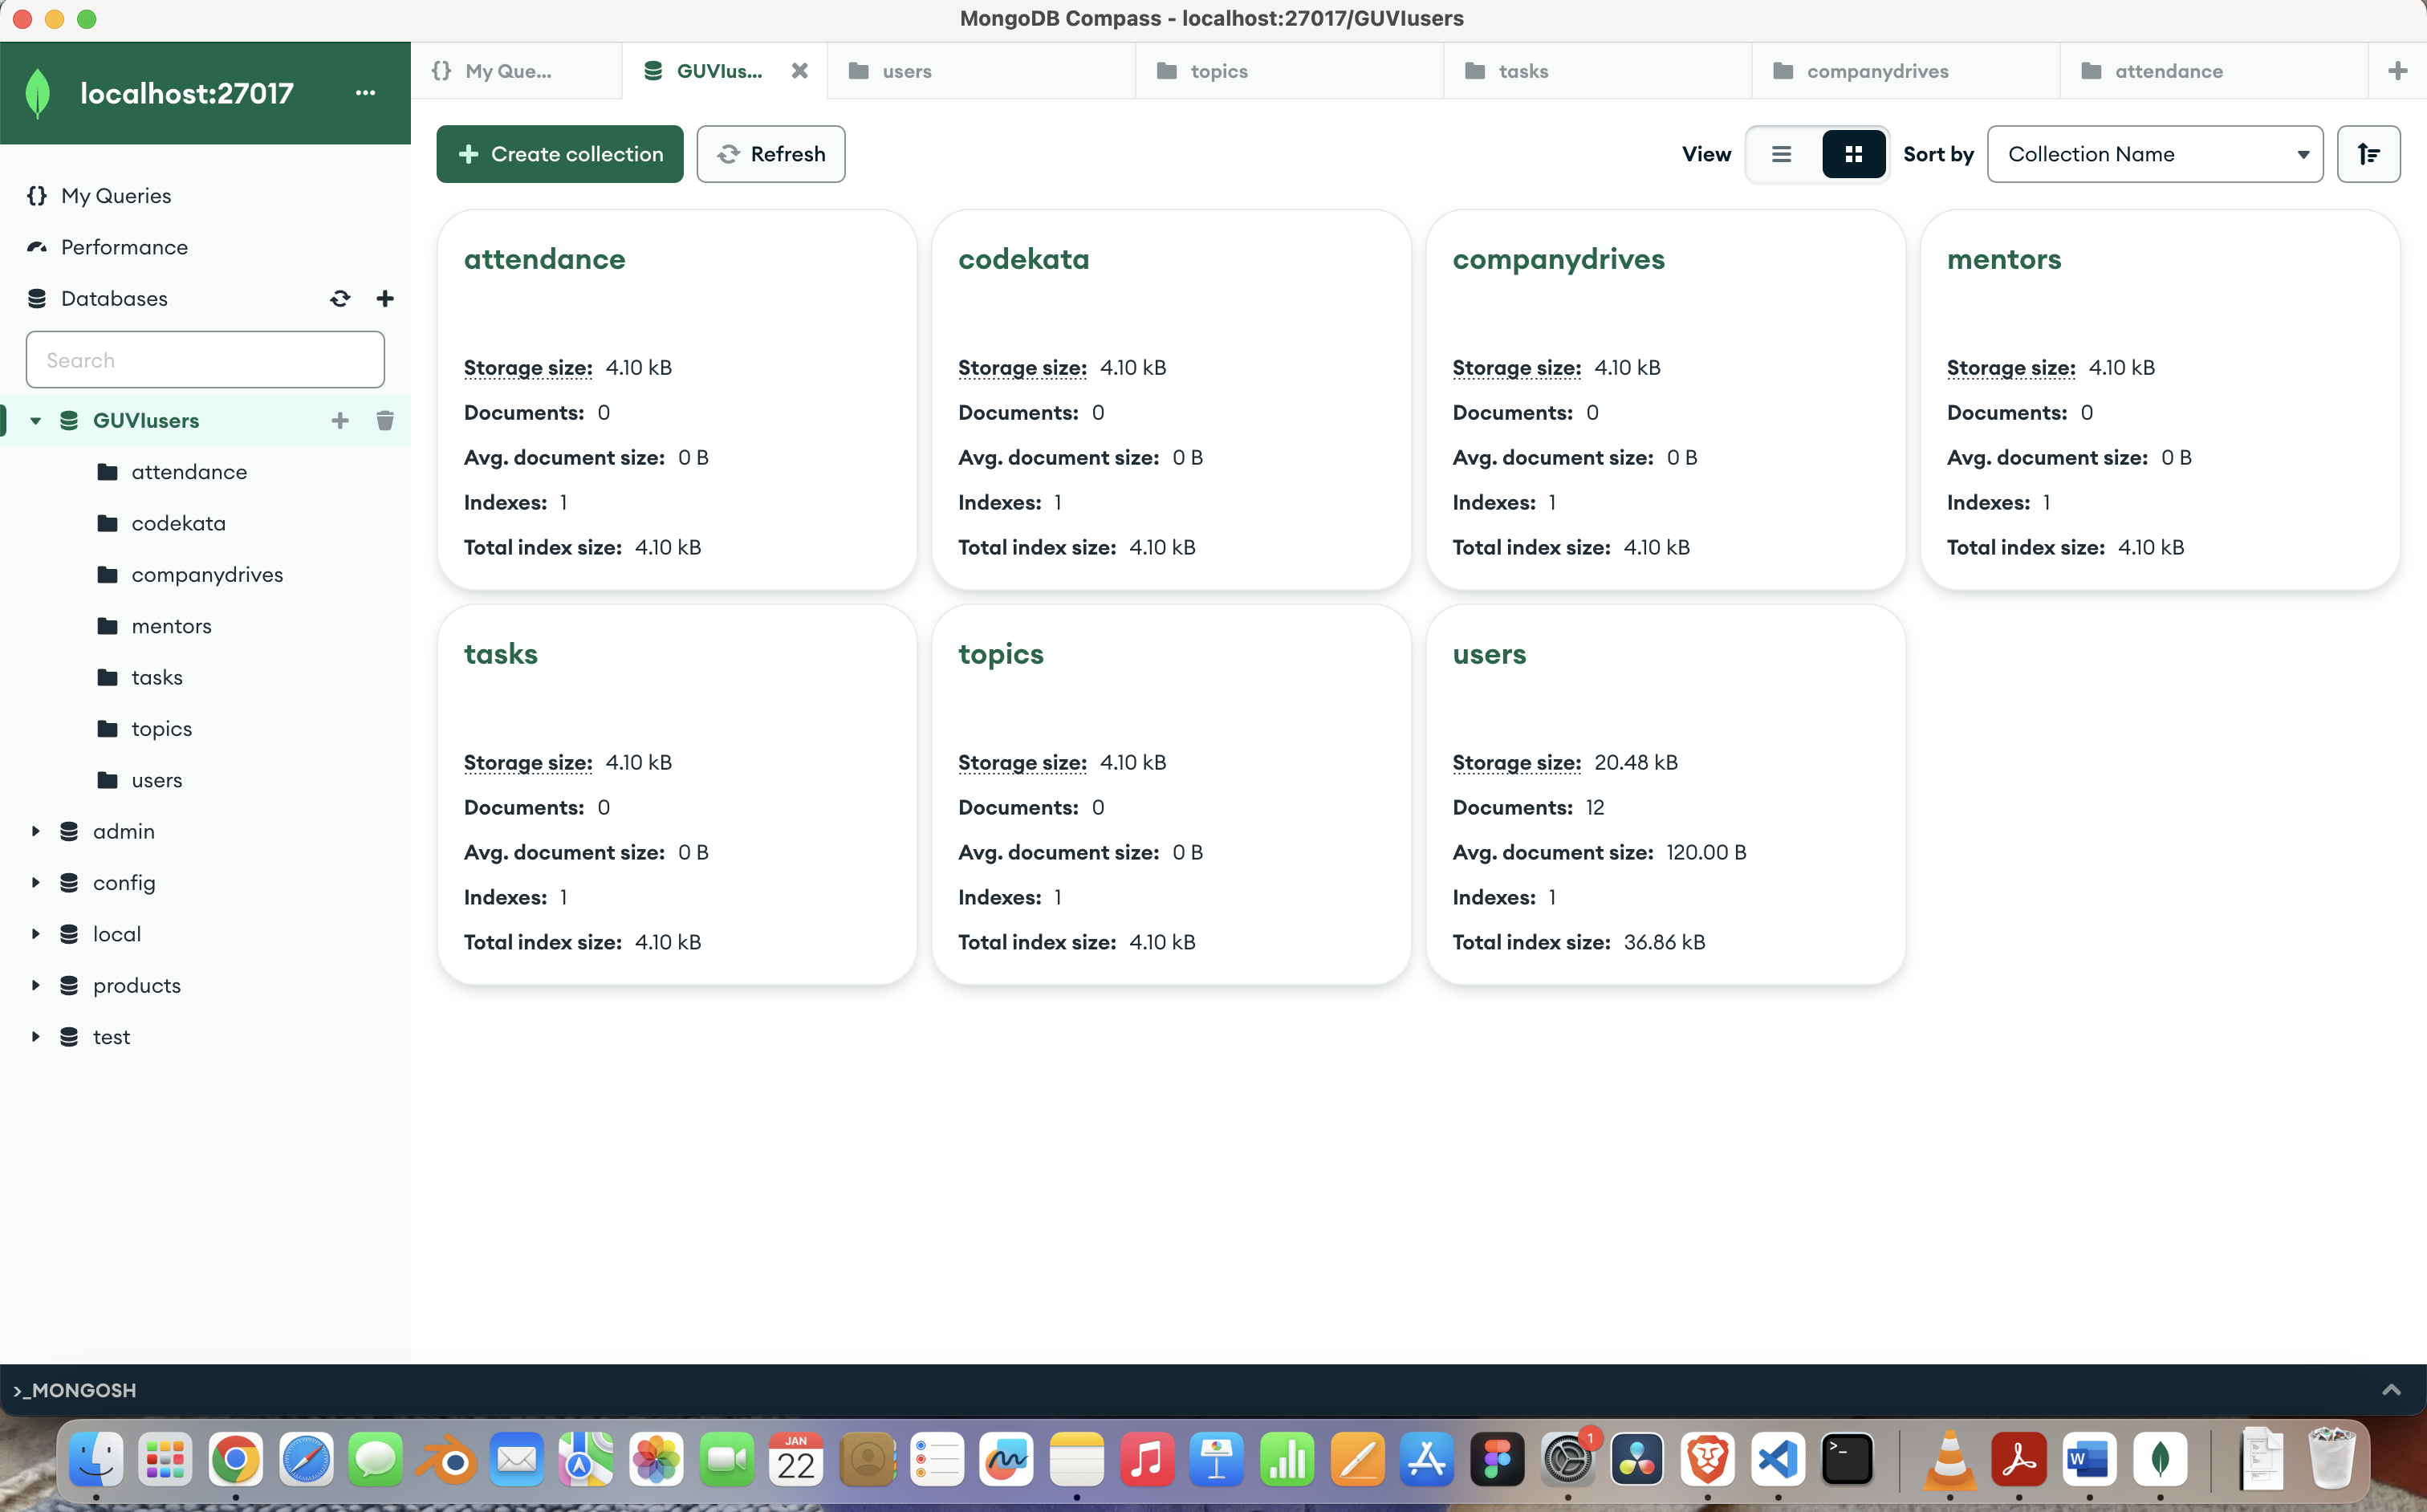 MongoDB Compass - localhost:27017/GUVIusers
localhost:27017 ...
My Que...
GUVIus...
users
topics
tasks
companydrives
attendance
My Queries
Performance
Databases
Search
GUVIusers
attendance
codekata
companydrives
mentors
tasks
topics
users
admin
config
local
products
test
Create collection
Refresh
View
Sort by
Collection Name
attendance
Storage size: 4.10 kB
Documents: 0
Avg. document size: 0 B
Indexes: 1
Total index size: 4.10 kB
codekata
Storage size: 4.10 kB
Documents: 0
Avg. document size: 0 B
Indexes: 1
Total index size: 4.10 kB
companydrives
Storage size: 4.10 kB
Documents: 0
Avg. document size: 0 B
Indexes: 1
Total index size: 4.10 kB
mentors
Storage size: 4.10 kB
Documents: 0
Avg. document size: 0 B
Indexes: 1
Total index size: 4.10 kB
tasks
Storage size: 4.10 kB
Documents: 0
Avg. document size: 0 B
Indexes: 1
Total index size: 4.10 kB
topics
Storage size: 4.10 kB
Documents: 0
Avg. document size: 0 B
Indexes: 1
Total index size: 4.10 kB
users
Storage size: 20.48 kB
Documents: 12
Avg. document size: 120.00 B
Indexes: 1
Total index size: 36.86 kB
>_MONGOSH
JAN
22
1
W